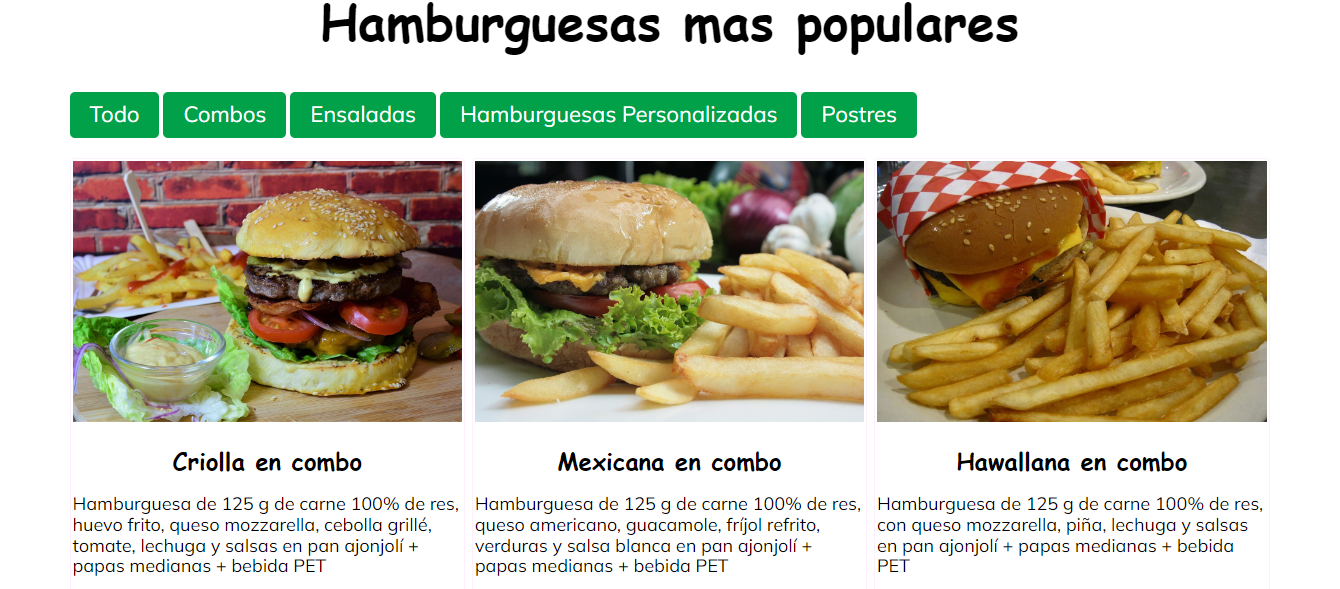 Hamburguesas mas populares
Todo
Combos
Ensaladas
Hamburguesas Personalizadas
Postres
Criolla en combo
Hamburguesa de 125 g de carne 100% de res,
huevo frito, queso mozzarella, cebolla grillé,
tomate, lechuga y salsas en pan ajonjolí +
papas medianas + bebida PET
Mexicana en combo
Hamburguesa de 125 g de carne 100% de res,
queso americano, guacamole, fríjol refrito,
verduras y salsa blanca en pan ajonjolí +
papas medianas + bebida PET
Hawallana en combo
Hamburguesa de 125 g de carne 100% de res,
con queso mozzarella, piña, lechuga y salsas
en pan ajonjolí + papas medianas + bebida
PET